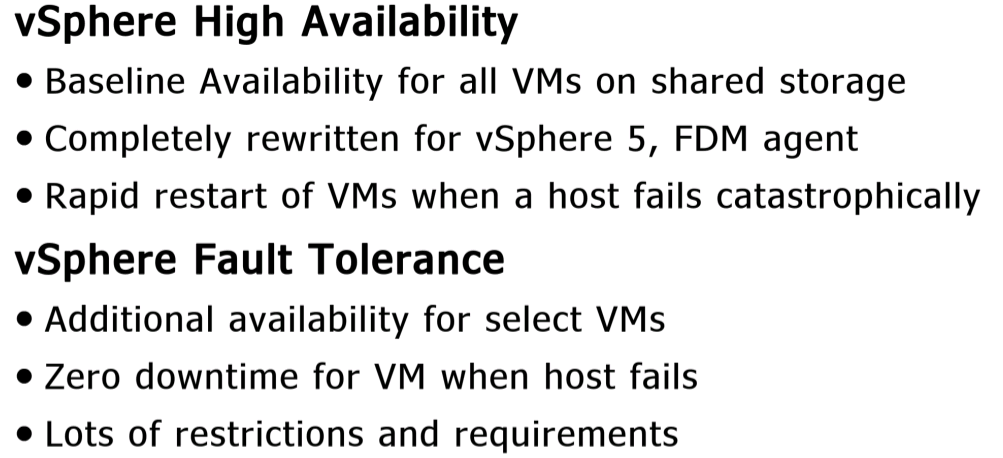 vSphere High Availability
• Baseline Availability for all VMs on shared storage
• Completely rewritten for vSphere 5, FDM agent
• Rapid restart of VMs when a host fails catastrophically
vSphere Fault Tolerance
• Additional availability for select VMs
• Zero downtime for VM when host fails
• Lots of restrictions and requirements